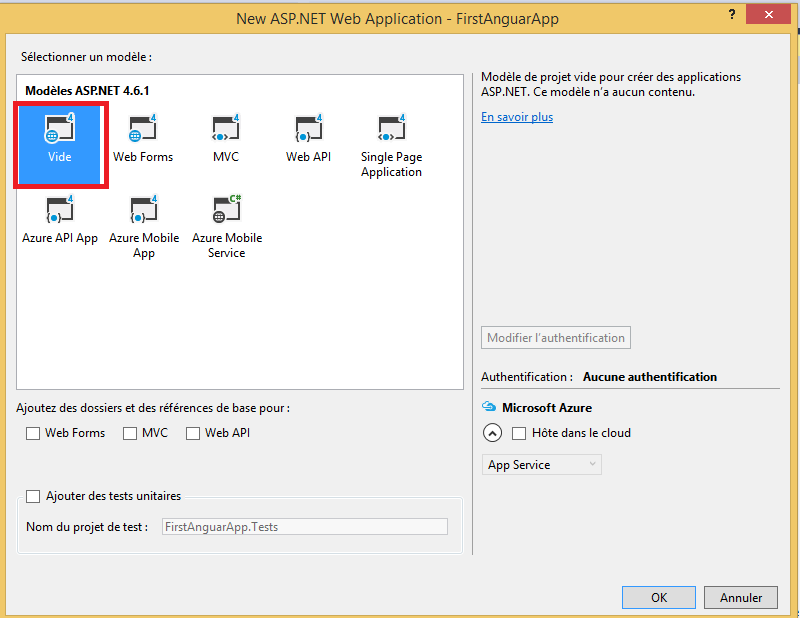 New ASP.NET Web Application - FirstAnguarApp
?
Sélectionner un modèle :
Modèles ASP.NET 4.6.1
Vide
Web Forms
MVC
Web API
Single Page
Application
Azure API App
Azure Mobile
App
C#
Azure Mobile
Service
Modèle de projet vide pour créer des applications
ASP.NET. Ce modèle n'a aucun contenu.
En savoir plus
Modifier l'authentification
Authentification : Aucune authentification
Microsoft Azure
Hôte dans le cloud
App Service
Ajoutez des dossiers et des références de base pour :
Web Forms MVC Web API
Ajouter des tests unitaires
Nom du projet de test : FirstAnguarApp.Tests
OK Annuler